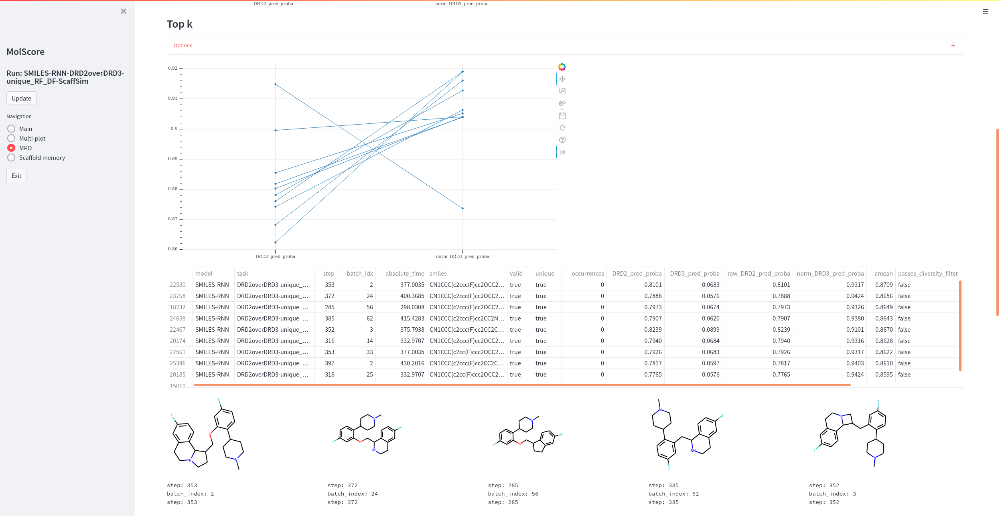 DRD2_pred_proba norm_DRD3_pred_proba
×
MolScore
Run: SMILES-RNN-DRD2overDRD3-
unique_RF_DF-ScaffSim
Update
Navigation
Main
Multi-plot
MPO
Scaffold memory
Exit
Top k
Options +
0.92
0.91
0.9
0.89
0.88
0.87
0.86
DRD2_pred_proba norm_DRD3_pred_proba
model task step batch_idx absolute_time smiles valid unique occurrences DRD2_pred_proba DRD3_pred_proba raw_DRD2_pred_proba norm_DRD3_pred_proba amean passes_diversity_filter
22530 SMILES-RNN DRD2overDRD3-unique_… 353 2 377.0035 CN1CCC(c2ccc(F)cc2OCC2… true true 0 0.8101 0.0683 0.8101 0.9317 0.8709 false
23768 SMILES-RNN DRD2overDRD3-unique_… 372 24 400.3685 CN1CCC(c2ccc(F)cc2OCC2… true true 0 0.7888 0.0576 0.7888 0.9424 0.8656 false
18232 SMILES-RNN DRD2overDRD3-unique_… 285 56 298.0308 CN1CCC(c2ccc(F)cc2OCC2… true true 0 0.7973 0.0674 0.7973 0.9326 0.8649 false
24638 SMILES-RNN DRD2overDRD3-unique_… 385 62 415.4283 CN1CCC(c2ccc(F)cc2CC2N… true true 0 0.7907 0.0620 0.7907 0.9380 0.8643 false
22467 SMILES-RNN DRD2overDRD3-unique_… 352 3 375.7938 CN1CCC(c2ccc(F)cc2CC2C… true true 0 0.8239 0.0899 0.8239 0.9101 0.8670 false
20174 SMILES-RNN DRD2overDRD3-unique_… 316 14 332.9707 CN1CCC(c2ccc(F)cc2OCC2… true true 0 0.7940 0.0684 0.7940 0.9316 0.8628 false
22561 SMILES-RNN DRD2overDRD3-unique_… 353 33 377.0035 CN1CCC(c2cc(F)ccc2OCC2… true true 0 0.7926 0.0683 0.7926 0.9317 0.8622 false
25346 SMILES-RNN DRD2overDRD3-unique_… 397 2 430.2016 CN1CCC(c2ccc(F)cc2CC2C… true true 0 0.7817 0.0597 0.7817 0.9403 0.8610 false
20185 SMILES-RNN DRD2overDRD3-unique_… 316 25 332.9707 CN1CCC(c2cc(F)ccc2OCC2… true true 0 0.7765 0.0576 0.7765 0.9424 0.8595 false
15010
F F O N N
N F F O NH
N F F O
N F NH F
F N F N
step: 353
batch_index: 2
step: 353
step: 372
batch_index: 24
step: 372
step: 285
batch_index: 56
step: 285
step: 385
batch_index: 62
step: 385
step: 352
batch_index: 3
step: 352